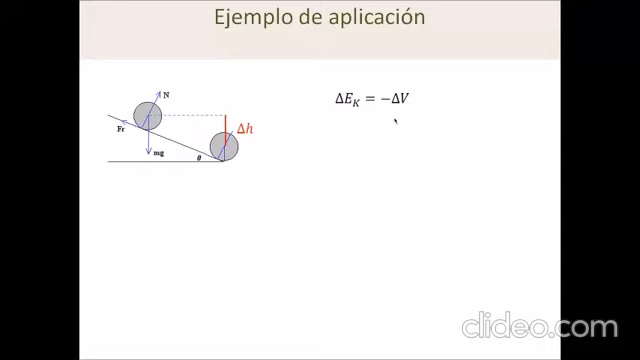 Ejemplo de aplicación
N
Δh
Fr
mg
θ
ΔE_K = −ΔV
clideo.com